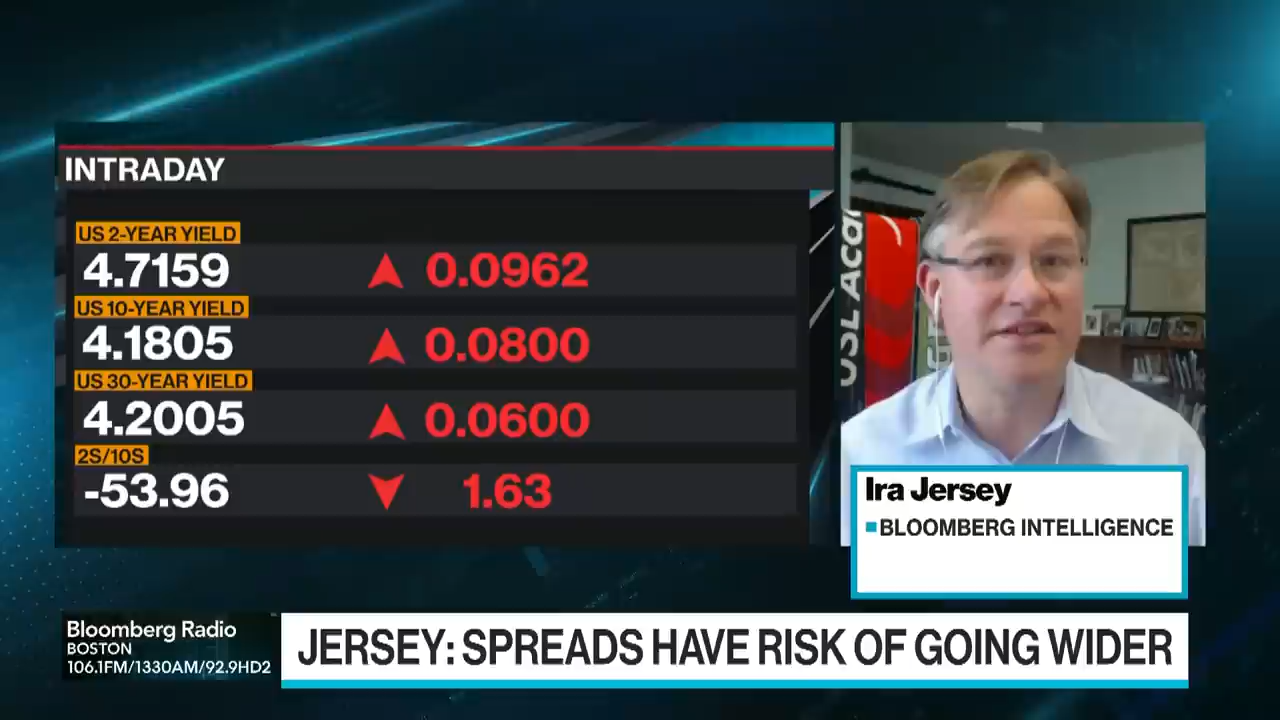 INTRADAY
US 2-YEAR YIELD
4.7159 ▲ 0.0962
US 10-YEAR YIELD
4.1805 ▲ 0.0800
US 30-YEAR YIELD
4.2005 ▲ 0.0600
2S/10S
-53.96 ▼ 1.63
Ira Jersey
BLOOMBERG INTELLIGENCE
Bloomberg Radio
BOSTON
106.1FM/1330AM/92.9HD2
JERSEY: SPREADS HAVE RISK OF GOING WIDER